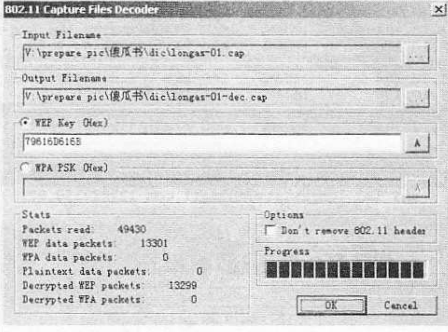 802.11 Capture Files Decoder
Input Filename
V:\prepare pic\傻瓜书\dic\longas-01.cap
...
Output Filename
V:\prepare pic\傻瓜书\dic\longas-01-dec.cap
...
WEP Key (Hex)
79616D616B
A
WPA PSK (Hex)
A
Stats
Packets read: 49430
WEP data packets: 13301
WPA data packets: 0
Plaintext data packets: 0
Decrypted WEP packets: 13299
Decrypted WPA packets: 0
Options
Don't remove 802.11 header
Progress
OK
Cancel